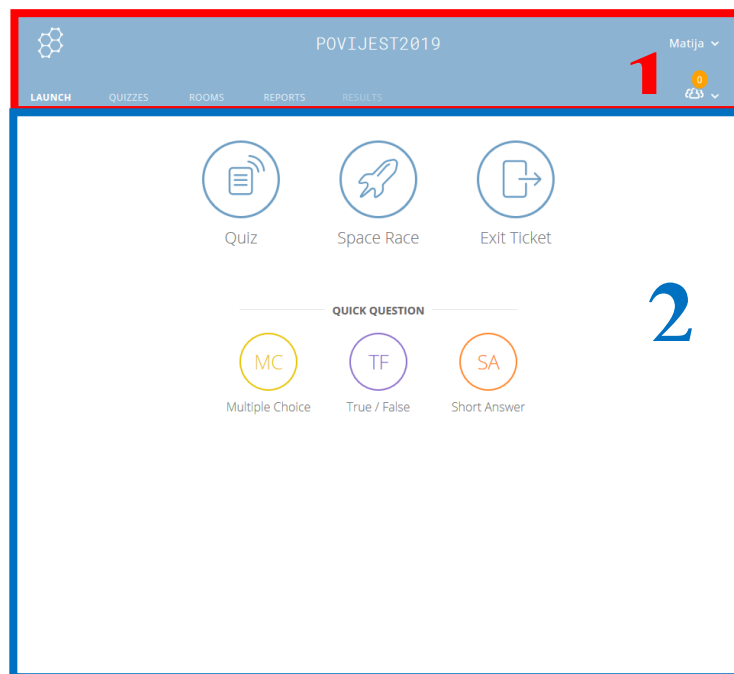 POVIJEST2019
Matija
1
0
LAUNCH QUIZZES ROOMS REPORTS RESULTS
Quiz Space Race Exit Ticket
2
QUICK QUESTION
MC TF SA
Multiple Choice True / False Short Answer